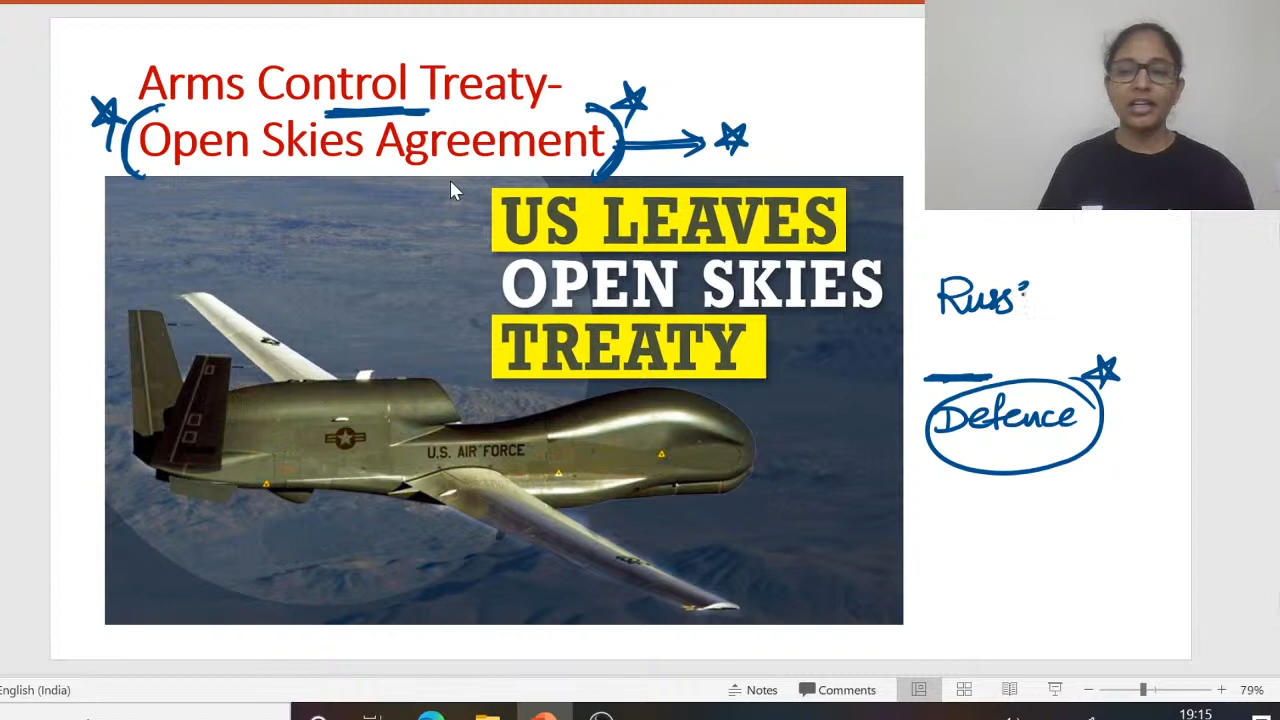 Arms Control Treaty-
Open Skies Agreement
US LEAVES
OPEN SKIES
TREATY
U.S. AIR FORCE
Russ
Defence
English (India)
Notes
Comments
79%
19:15